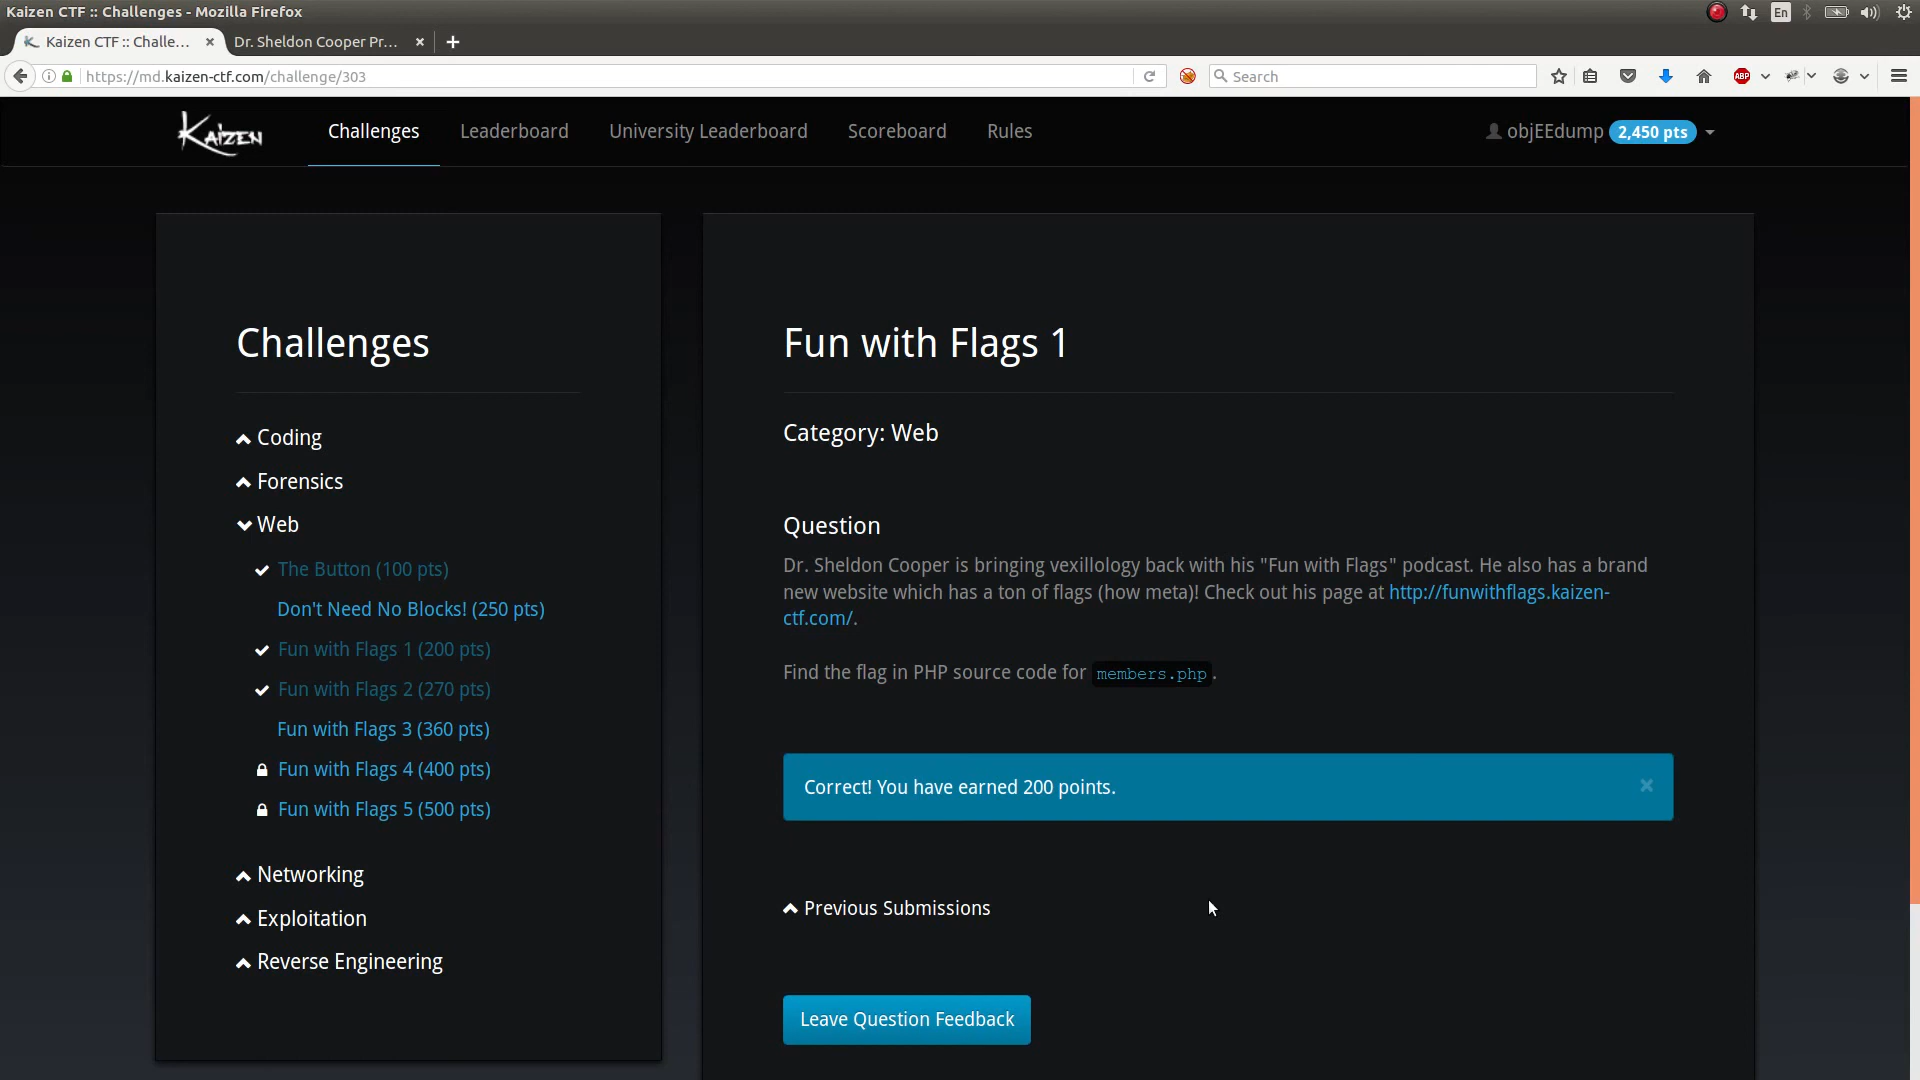 Kaizen CTF :: Challenges - Mozilla Firefox
En
Kaizen CTF :: Challe...
Dr. Sheldon Cooper Pr...
https://md.kaizen-ctf.com/challenge/303
Search
ABP
KAIZEN
Challenges
Leaderboard
University Leaderboard
Scoreboard
Rules
objEEdump 2,450 pts
Challenges
Coding
Forensics
Web
The Button (100 pts)
Don't Need No Blocks! (250 pts)
Fun with Flags 1 (200 pts)
Fun with Flags 2 (270 pts)
Fun with Flags 3 (360 pts)
Fun with Flags 4 (400 pts)
Fun with Flags 5 (500 pts)
Networking
Exploitation
Reverse Engineering
Fun with Flags 1
Category: Web
Question
Dr. Sheldon Cooper is bringing vexillology back with his "Fun with Flags" podcast. He also has a brand
new website which has a ton of flags (how meta)! Check out his page at http://funwithflags.kaizen-
ctf.com/.
Find the flag in PHP source code for members.php.
Correct! You have earned 200 points.
Previous Submissions
Leave Question Feedback